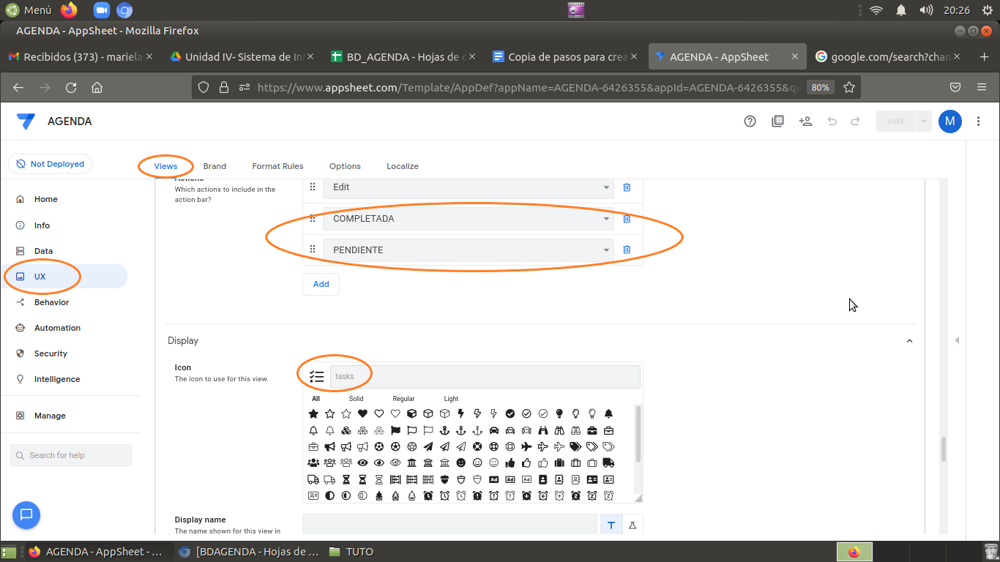 Menú
20:26
AGENDA - AppSheet - Mozilla Firefox
Recibidos (373) - mariela
Unidad IV- Sistema de Inf
BD_AGENDA - Hojas de c
Copia de pasos para crea
AGENDA - AppSheet
google.com/search?chan
https://www.appsheet.com/Template/AppDef?appName=AGENDA-6426355&appId=AGENDA-6426355&qu
80%
AGENDA
SAVE
M
Not Deployed
Views
Brand
Format Rules
Options
Localize
Home
Info
Data
UX
Behavior
Automation
Security
Intelligence
Manage
Search for help
Actions
Which actions to include in the
action bar?
Edit
COMPLETADA
PENDIENTE
Add
Display
Icon
The icon to use for this view.
tasks
All
Solid
Regular
Light
Display name
The name shown for this view in
AGENDA - AppSheet - ...
[BDAGENDA - Hojas de ...
TUTO